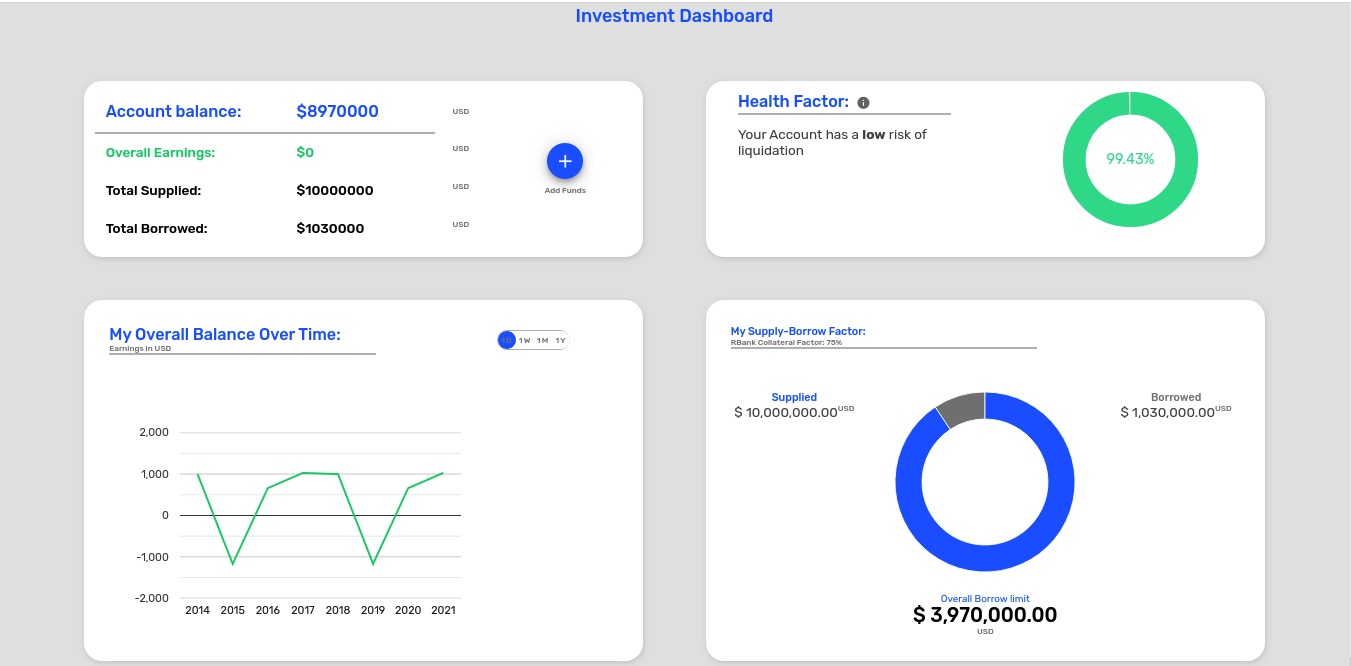 Investment Dashboard
Account balance: $8970000 USD
Overall Earnings: $0 USD
Total Supplied: $10000000 USD
Total Borrowed: $1030000 USD
Add Funds
Health Factor:
Your Account has a low risk of
liquidation
99.43%
My Overall Balance Over Time:
Earnings in USD
1D 1W 1M 1Y
2,000
1,000
0
-1,000
-2,000
2014 2015 2016 2017 2018 2019 2020 2021
My Supply-Borrow Factor:
RBank Collateral Factor: 75%
Supplied
$ 10,000,000.00 USD
Borrowed
$ 1,030,000.00 USD
Overall Borrow limit
$ 3,970,000.00
USD